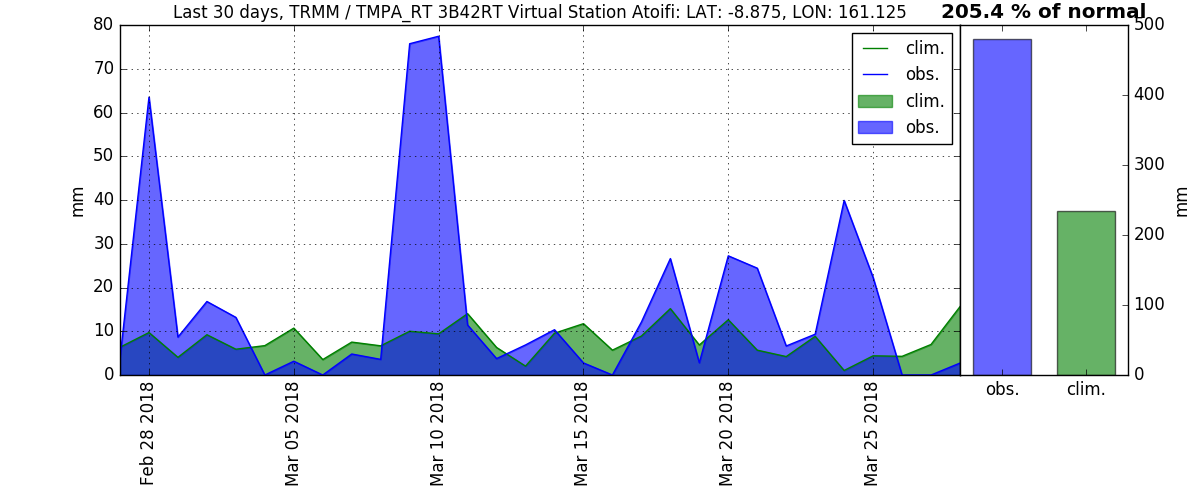 Last 30 days, TRMM / TMPA_RT 3B42RT Virtual Station Atoifi: LAT: -8.875, LON: 161.125
205.4 % of normal
80
70
60
50
40
30
20
10
0
mm
clim.
obs.
clim.
obs.
500
400
300
200
100
0
mm
obs.
clim.
Feb 28 2018
Mar 05 2018
Mar 10 2018
Mar 15 2018
Mar 20 2018
Mar 25 2018